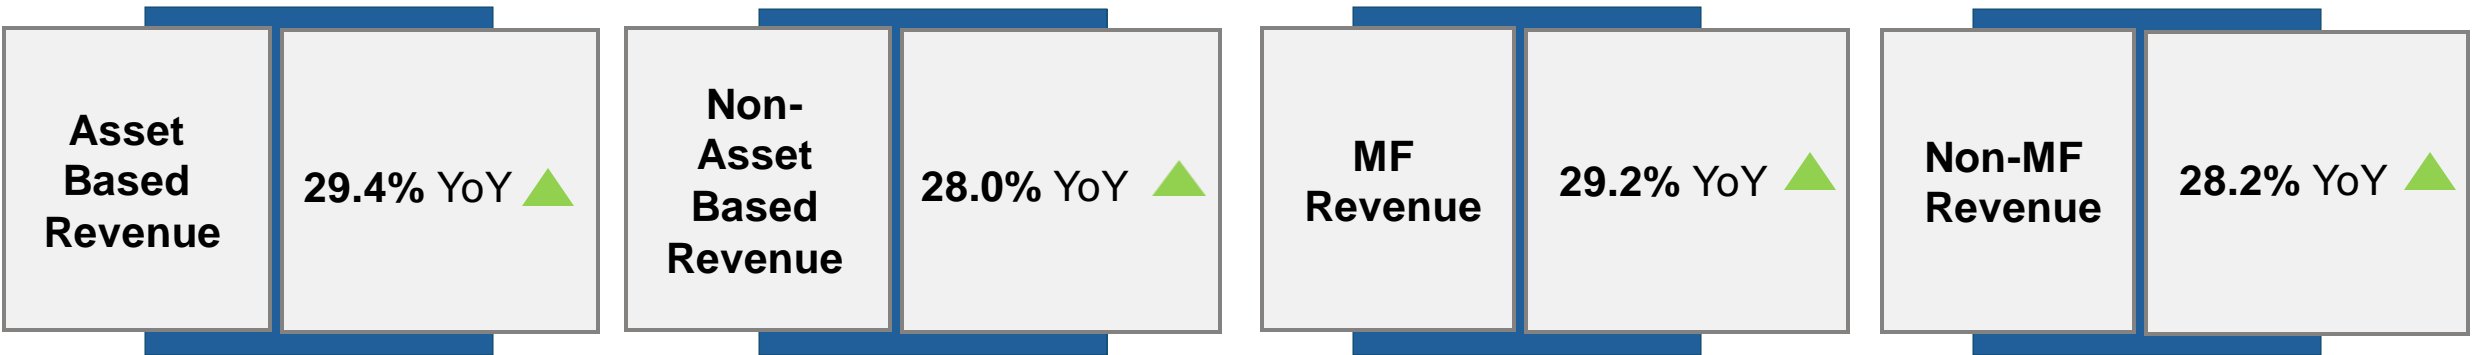 Asset
Based
Revenue
29.4% YoY
Non-
Asset
Based
Revenue
28.0% YoY
MF
Revenue
29.2% YoY
Non-MF
Revenue
28.2% YoY